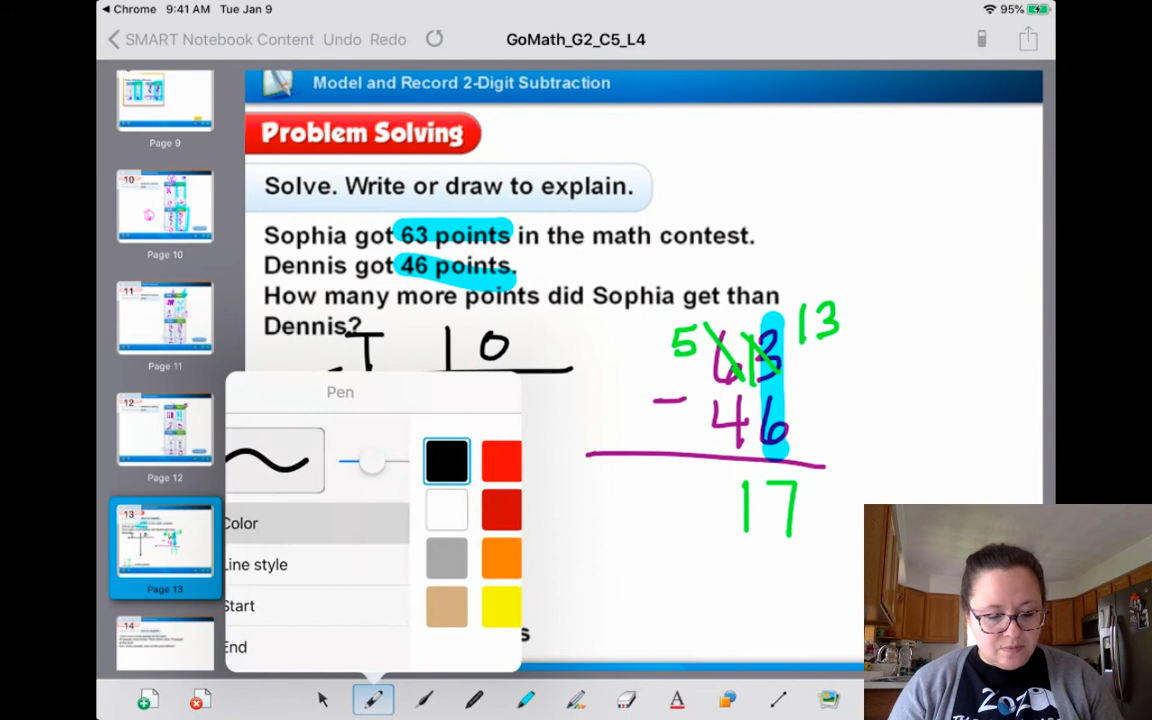 Chrome 9:41 AM Tue Jan 9 95%
SMART Notebook Content Undo Redo GoMath_G2_C5_L4
Model and Record 2-Digit Subtraction
Problem Solving
Solve. Write or draw to explain.
Sophia got 63 points in the math contest.
Dennis got 46 points.
How many more points did Sophia get than
Dennis?
T 10
5 63 13
- 46
17
Pen
Color
Line style
Start
End
s
Page 9
10
Page 10
11
Page 11
12
Page 12
13
Page 13
14
A
2020